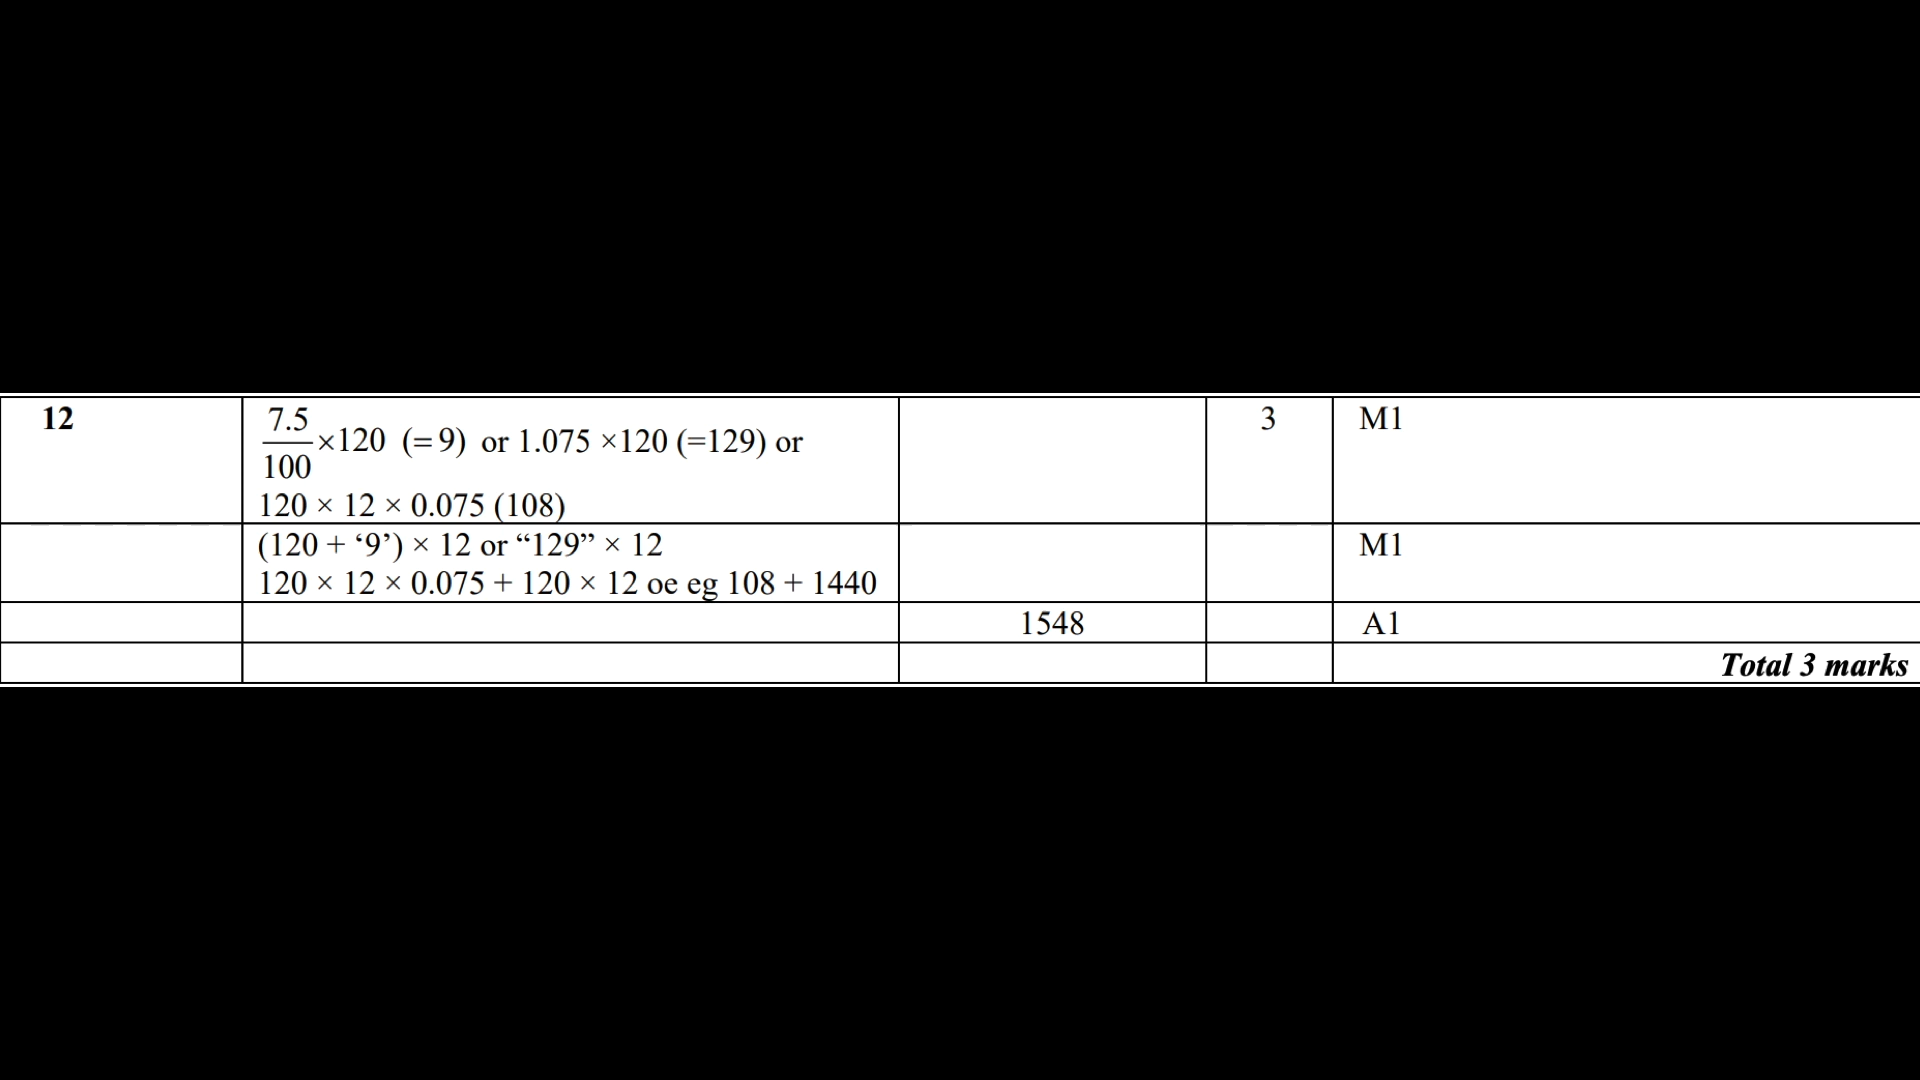 12 7.5/100 ×120 (= 9) or 1.075 ×120 (=129) or 3 M1
120 × 12 × 0.075 (108)
(120 + ‘9’) × 12 or “129” × 12 M1
120 × 12 × 0.075 + 120 × 12 oe eg 108 + 1440
1548 A1
Total 3 marks